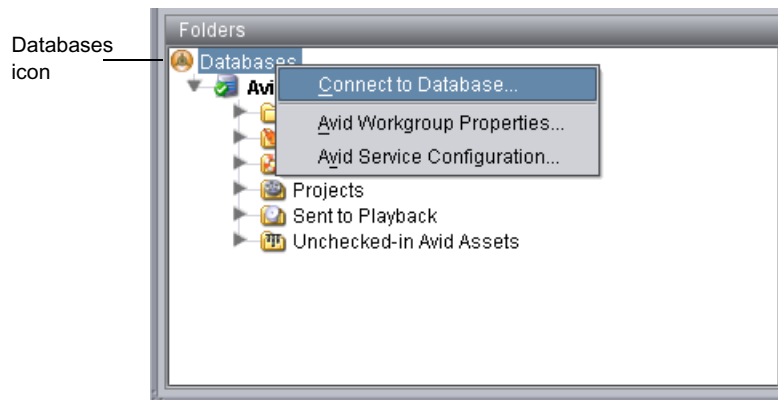 Folders
Databases
icon
Databases
Avi
Connect to Database...
Avid Workgroup Properties...
Avid Service Configuration...
Projects
Sent to Playback
Unchecked-in Avid Assets